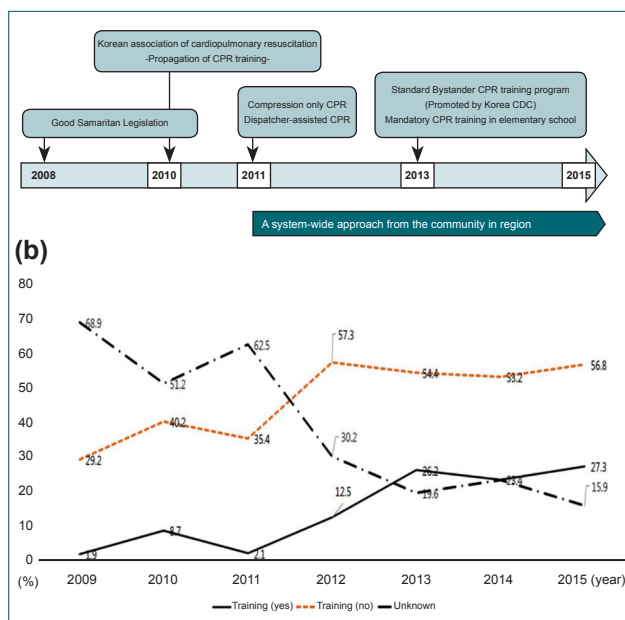 Korean association of cardiopulmonary resuscitation
-Propagation of CPR training-
Good Samaritan Legislation
Compression only CPR
Dispatcher-assisted CPR
Standard Bystander CPR training program
(Promoted by Korea CDC)
Mandatory CPR training in elementary school
2008 2010 2011 2013 2015
A system-wide approach from the community in region
(b)
80
70
60
50
40
30
20
10
0
68.9
51.2
62.5
30.2
19.6
23.4
15.9
29.2
40.2
35.4
57.3
54.4
53.2
56.8
1.9
8.7
2.1
12.5
26.2
27.3
(%) 2009 2010 2011 2012 2013 2014 2015 (year)
Training (yes) Training (no) Unknown